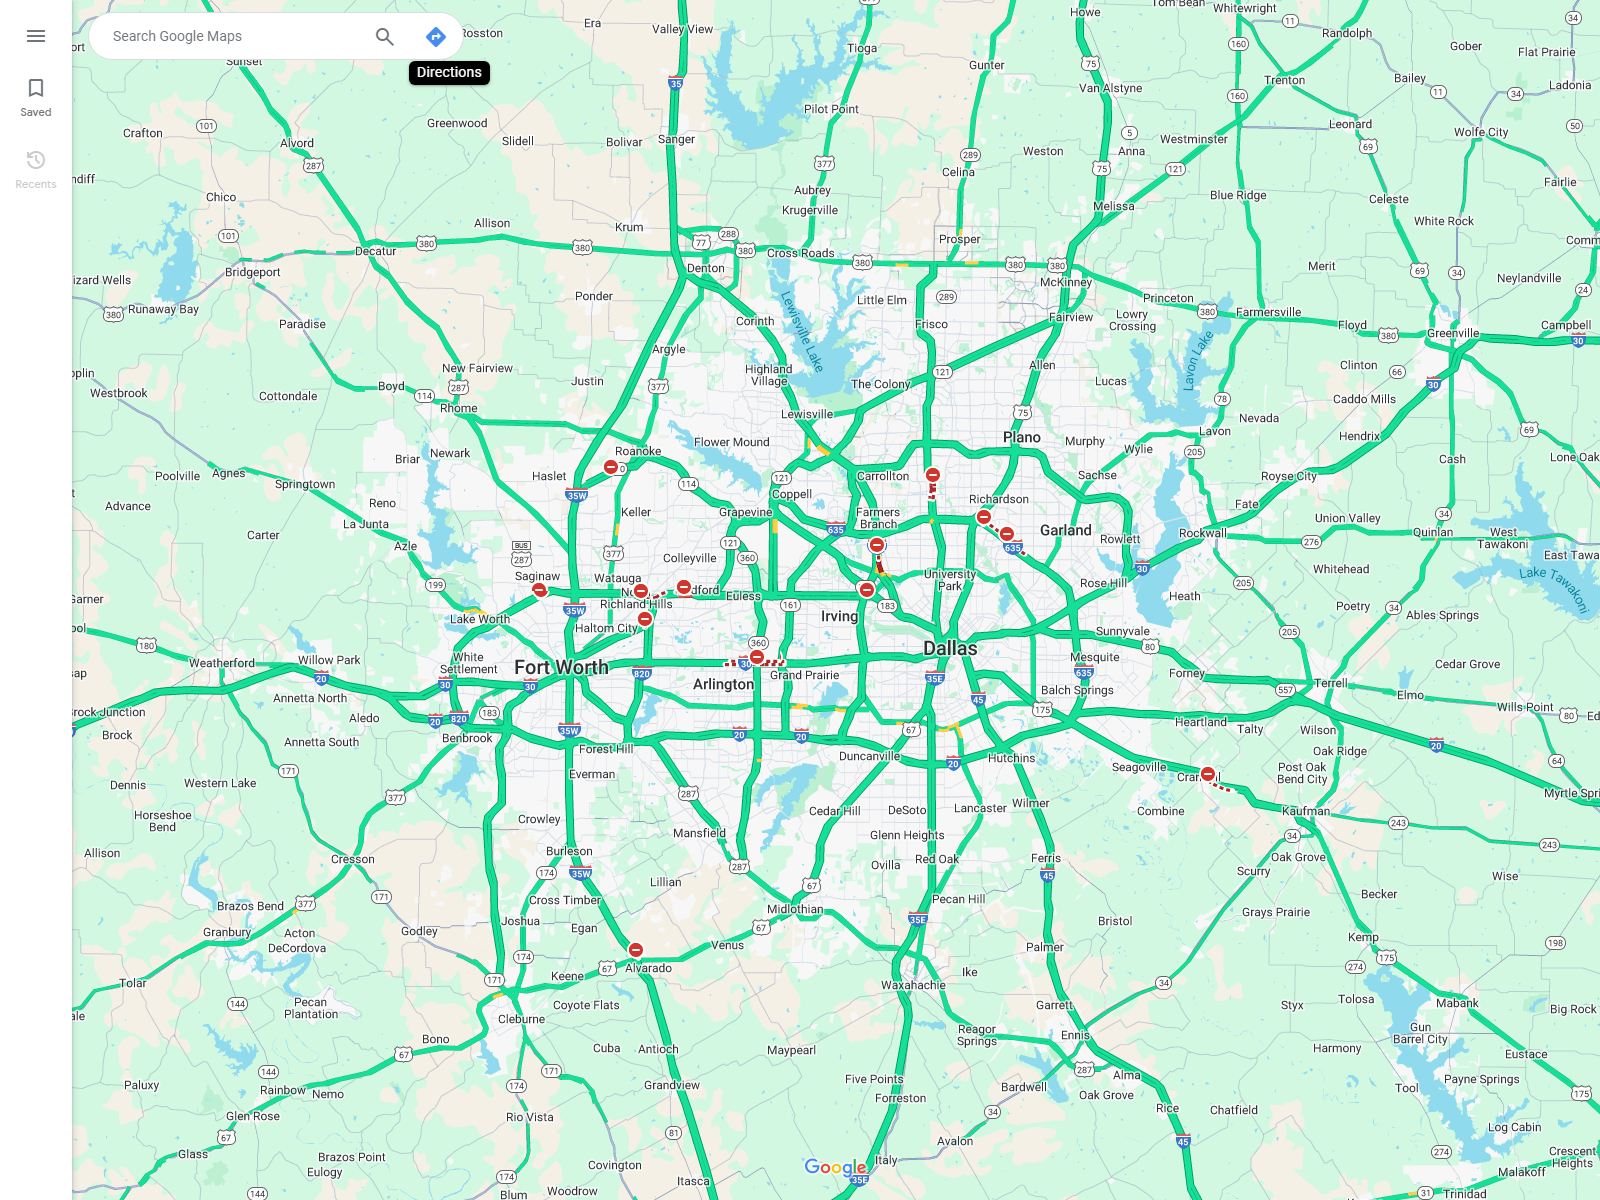 Search Google Maps
Directions
Saved
Recents
Rosston
Era
Valley View
Tioga
Howe
Tom Bean
Whitewright
Randolph
Gober
Flat Prairie
Ladonia
Sunset
Gunter
Van Alstyne
Trenton
Bailey
Pilot Point
Crafton
Alvord
Greenwood
Slidell
Bolivar
Sanger
Weston
Anna
Westminster
Leonard
Wolfe City
Chico
Aubrey
Krugerville
Celina
Melissa
Blue Ridge
Celeste
Fairlie
White Rock
Allison
Krum
Decatur
Bridgeport
Denton
Cross Roads
Prosper
McKinney
Merit
Neylandville
Runaway Bay
Ponder
Little Elm
Princeton
Paradise
Corinth
Lewisville Lake
Frisco
Fairview
Lowry
Crossing
Farmersville
Floyd
Greenville
Campbell
Argyle
New Fairview
Justin
Highland
Village
The Colony
Allen
Lucas
Lavon Lake
Clinton
Westbrook
Cottondale
Boyd
Rhome
Lewisville
Plano
Murphy
Nevada
Caddo Mills
Flower Mound
Roanoke
Lavon
Hendrix
Briar
Newark
Wylie
Poolville
Agnes
Springtown
Haslet
Carrollton
Sachse
Royse City
Cash
Lone Oak
Advance
Reno
La Junta
Keller
Grapevine
Coppell
Farmers
Branch
Richardson
Garland
Rowlett
Rockwall
Fate
Union Valley
Quinlan
West
Tawakoni
East Tawa
Carter
Azle
Saginaw
Watauga
Colleyville
University
Park
Rose Hill
Heath
Whitehead
Lake Tawakoni
Lake Worth
Richland Hills
Haltom City
Euless
Irving
Dallas
Sunnyvale
Poetry
Ables Springs
Weatherford
Willow Park
White
Settlement
Fort Worth
Arlington
Grand Prairie
Mesquite
Balch Springs
Forney
Terrell
Cedar Grove
Elmo
Annetta North
Brock Junction
Brock
Aledo
Annetta South
Benbrook
Forest Hill
Duncanville
Hutchins
Heartland
Talty
Wilson
Wills Point
Oak Ridge
Dennis
Western Lake
Everman
Seagoville
Post Oak
Bend City
Myrtle Spri
Horseshoe
Bend
Crowley
Mansfield
Cedar Hill
DeSoto
Lancaster
Wilmer
Combine
Kaufman
Glenn Heights
Allison
Cresson
Burleson
Lillian
Ovilla
Red Oak
Ferris
Oak Grove
Scurry
Wise
Brazos Bend
Cross Timber
Joshua
Midlothian
Pecan Hill
Bristol
Grays Prairie
Becker
Granbury
Acton
DeCordova
Godley
Egan
Venus
Palmer
Kemp
Tolar
Keene
Alvarado
Ike
Waxahachie
Pecan
Plantation
Coyote Flats
Cleburne
Garrett
Styx
Tolosa
Mabank
Big Rock
Bono
Cuba
Antioch
Maypearl
Reagor
Springs
Ennis
Harmony
Gun
Barrel City
Eustace
Paluxy
Rainbow
Nemo
Grandview
Five Points
Forreston
Bardwell
Alma
Oak Grove
Tool
Payne Springs
Glen Rose
Rio Vista
Rice
Chatfield
Log Cabin
Glass
Brazos Point
Eulogy
Covington
Avalon
Italy
Crescent
Heights
Malakoff
Blum
Woodrow
Itasca
Google
Trinidad